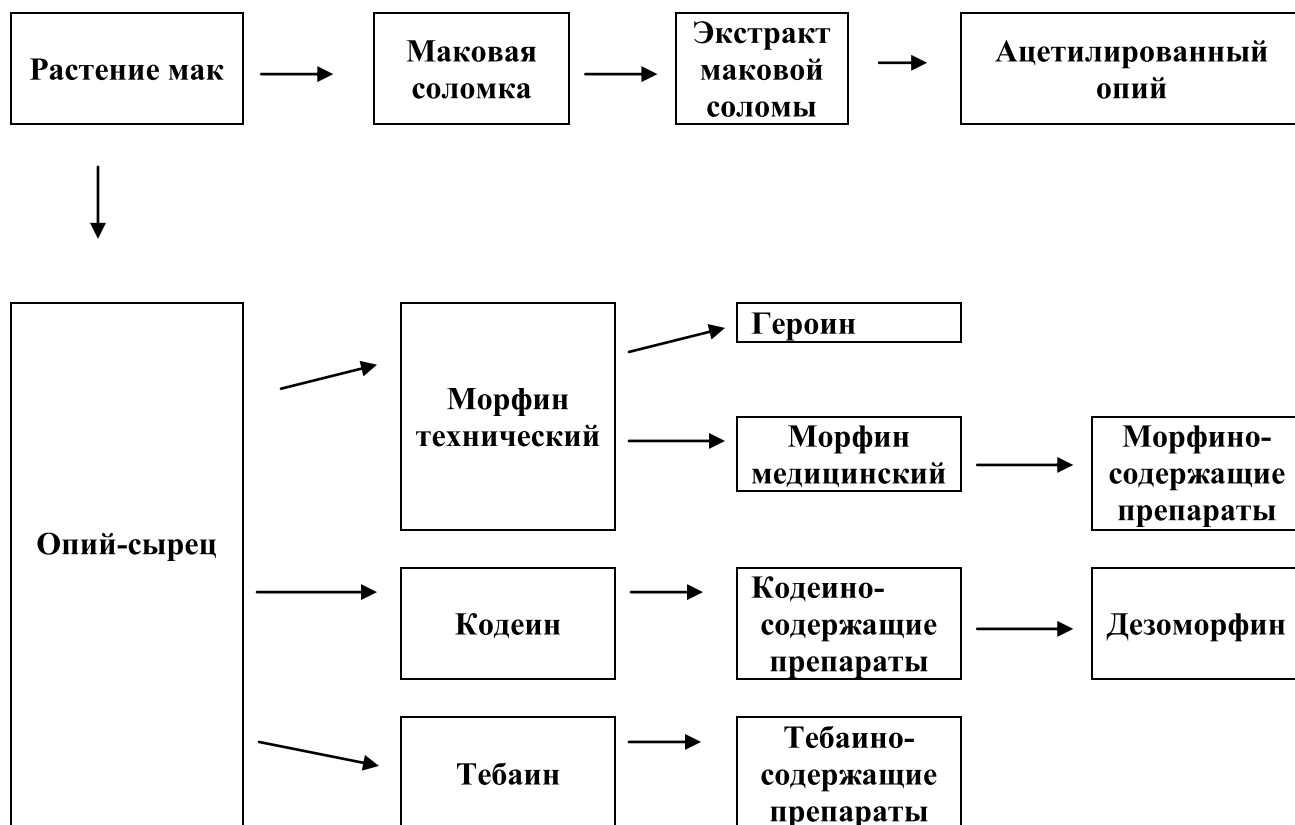 Растение мак
Маковая
соломка
Экстракт
маковой
соломы
Ацетилированный
опий
Опий-сырец
Морфин
технический
Героин
Морфин
медицинский
Морфино-
содержащие
препараты
Кодеин
Кодеино-
содержащие
препараты
Дезоморфин
Тебаин
Тебаино-
содержащие
препараты